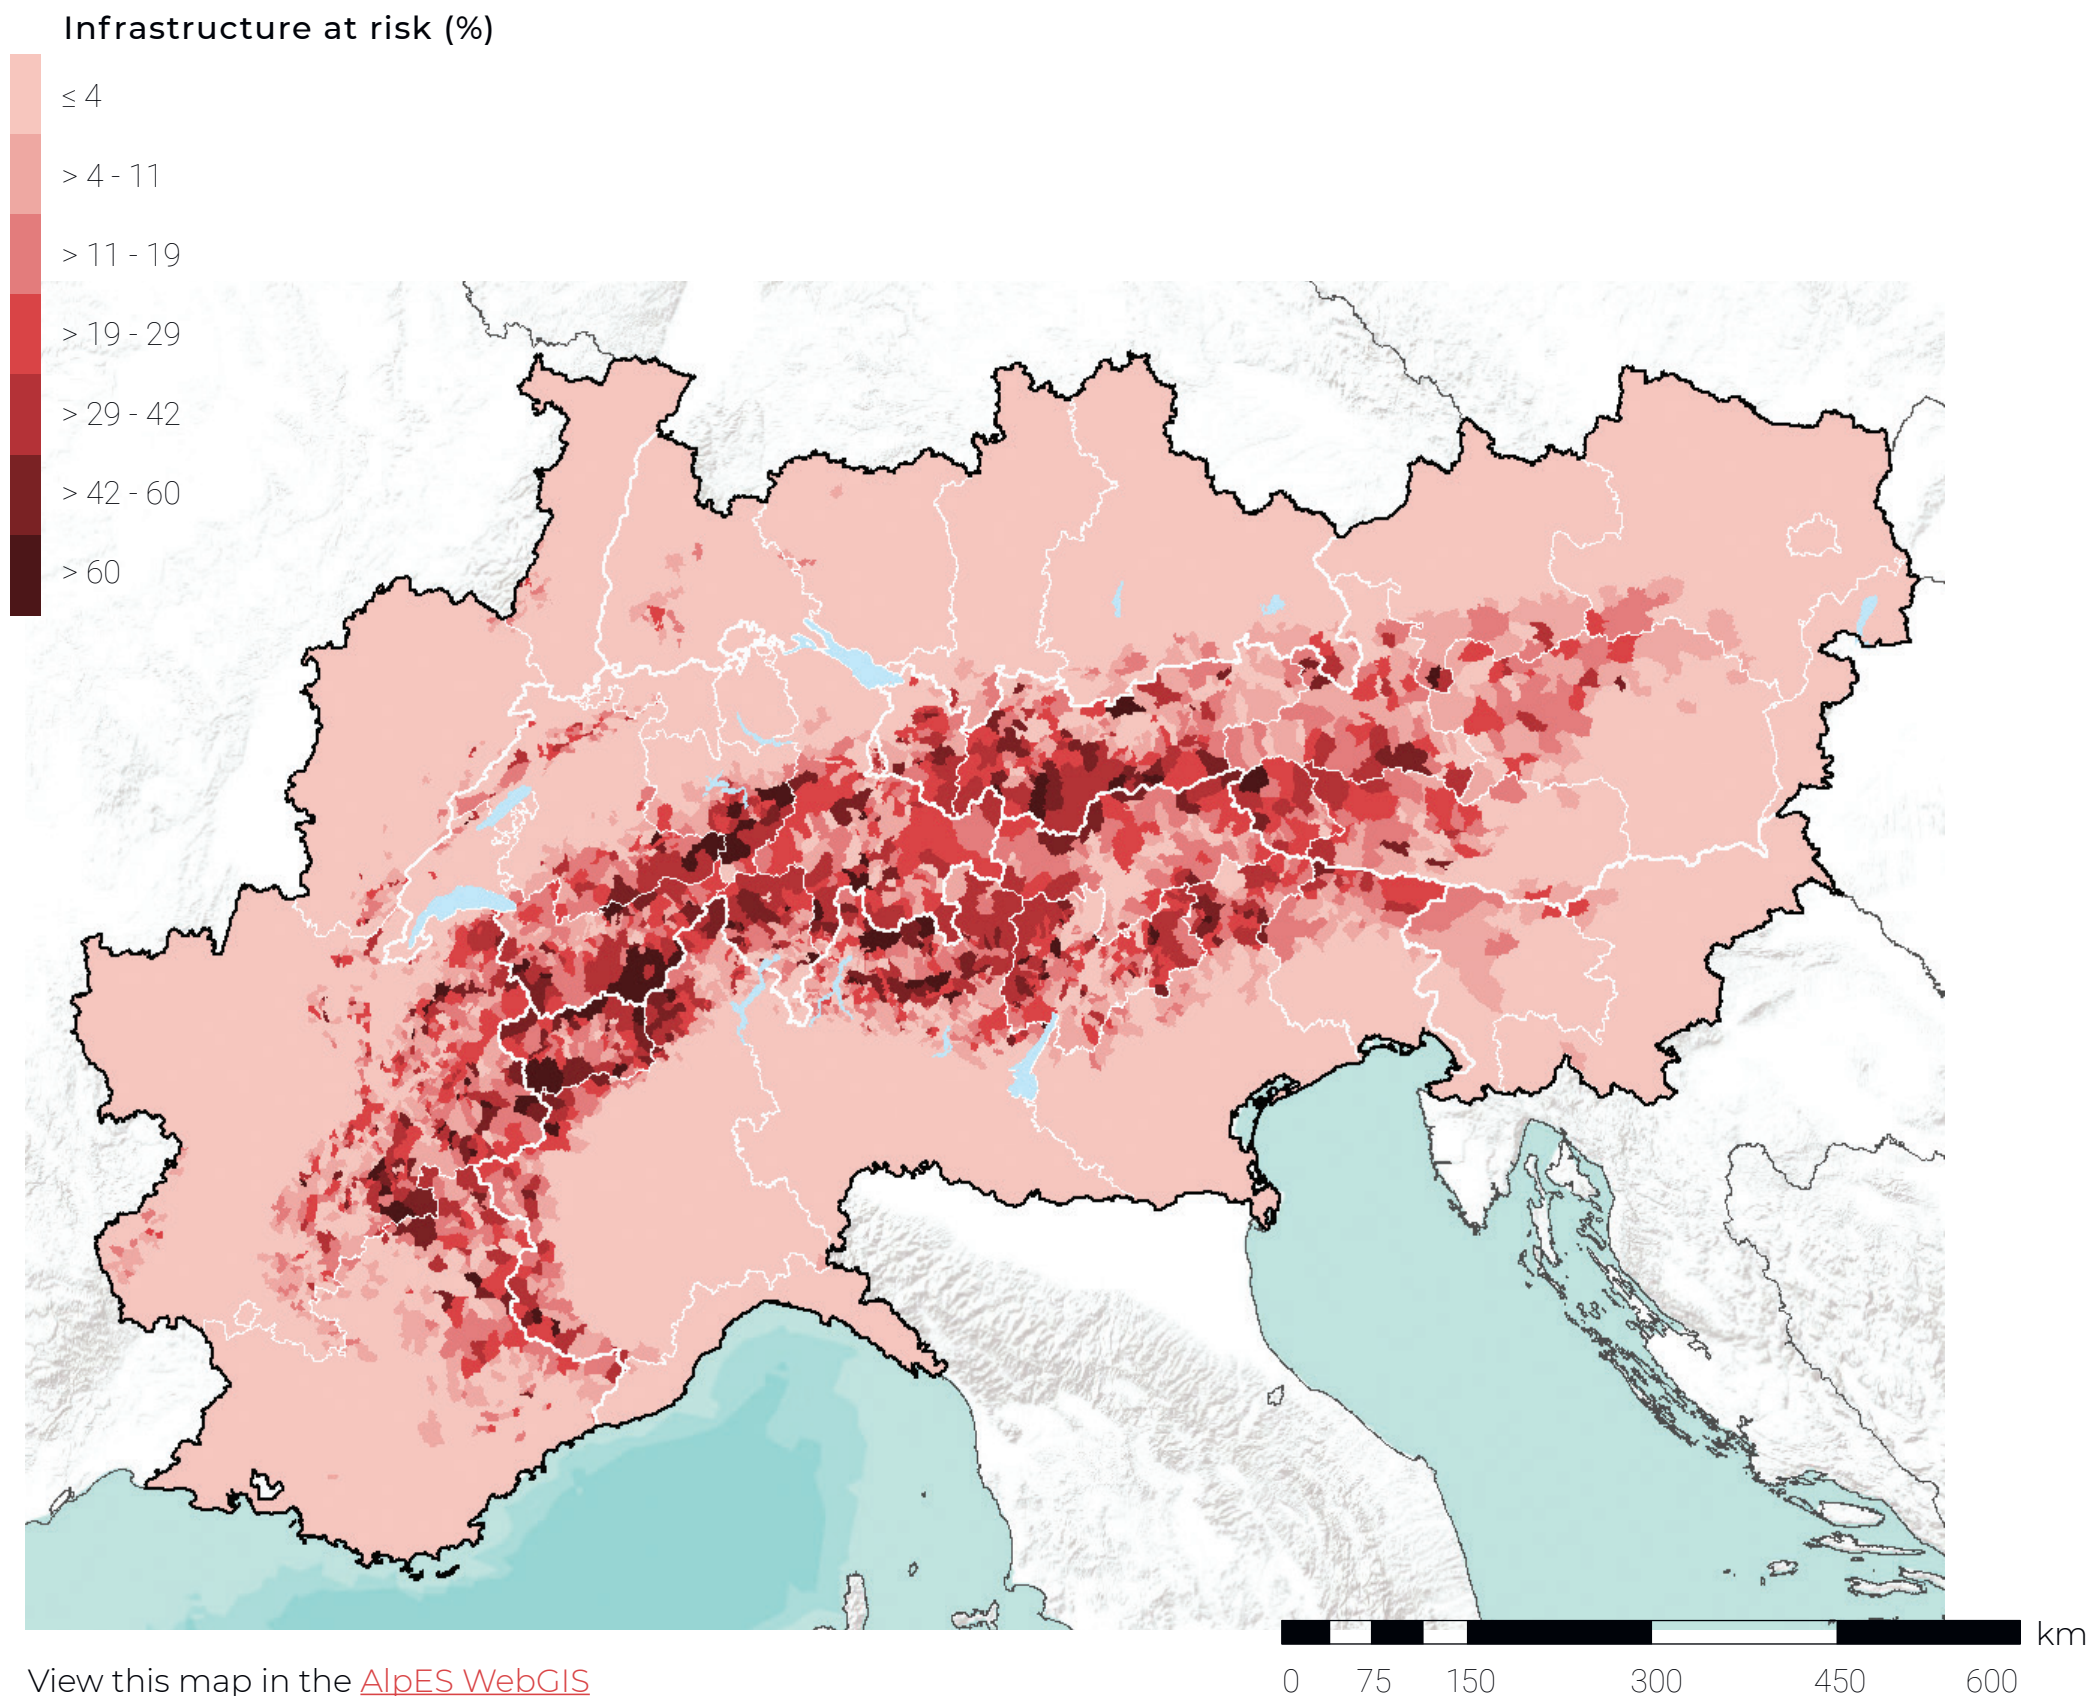 Infrastructure at risk (%)
≤ 4
> 4 - 11
> 11 - 19
> 19 - 29
> 29 - 42
> 42 - 60
> 60
km
0 75 150 300 450 600
View this map in the AlpES WebGIS